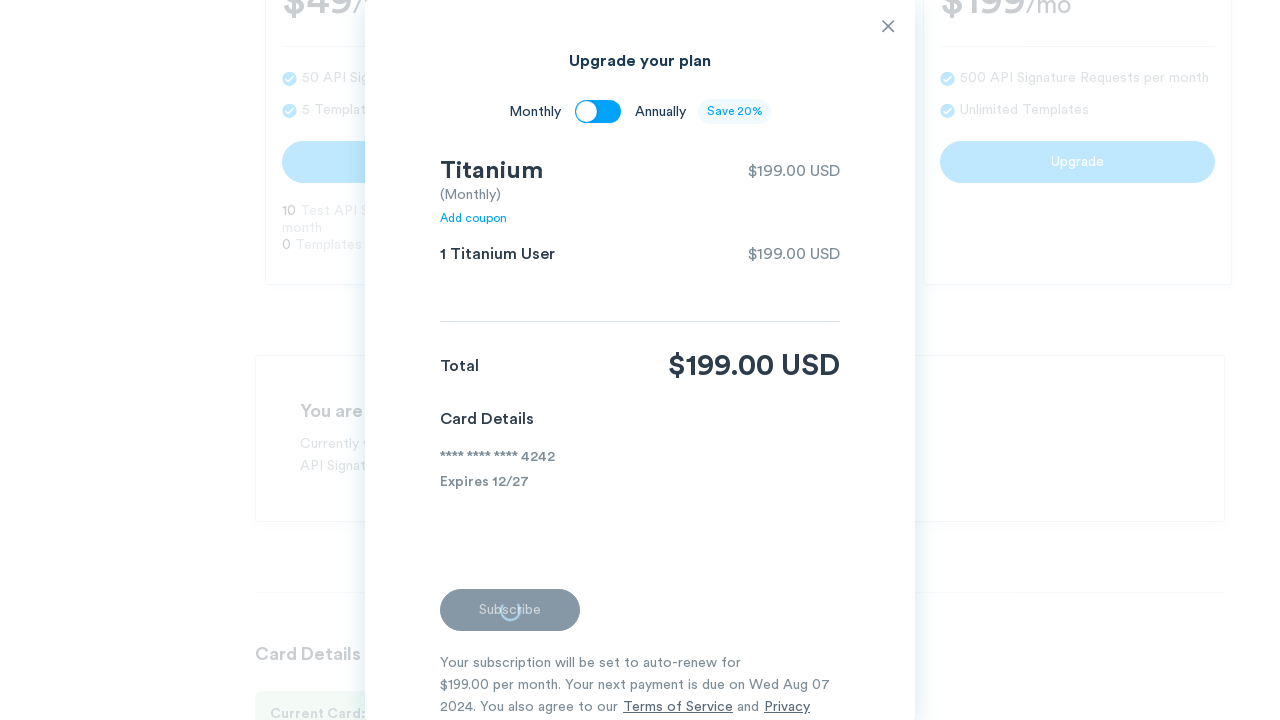 $49/
$199/mo
Upgrade your plan
50 API Sig
500 API Signature Requests per month
5 Templat
Unlimited Templates
Monthly Annually Save 20%
Upgrade
Titanium $199.00 USD
(Monthly)
Add coupon
10 Test API S
month
0 Templates
1 Titanium User $199.00 USD
Total $199.00 USD
You are
Currently
API Signat
Card Details
**** **** **** 4242
Expires 12/27
Subscribe
Card Details
Current Card:
Your subscription will be set to auto-renew for
$199.00 per month. Your next payment is due on Wed Aug 07
2024. You also agree to our Terms of Service and Privacy